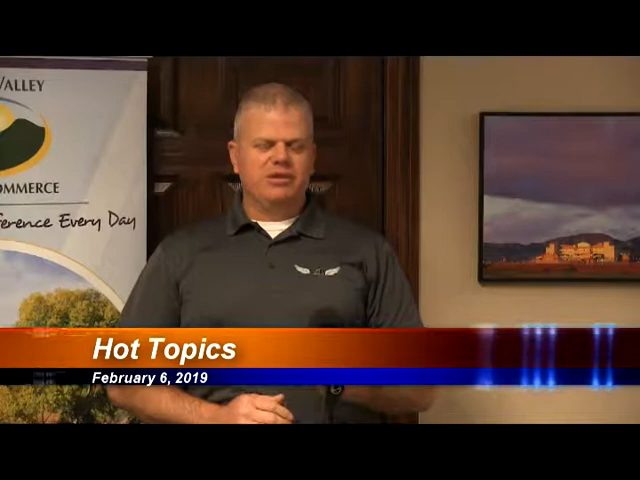 VALLEY
OMMERCE
ference Every Day
Hot Topics
February 6, 2019